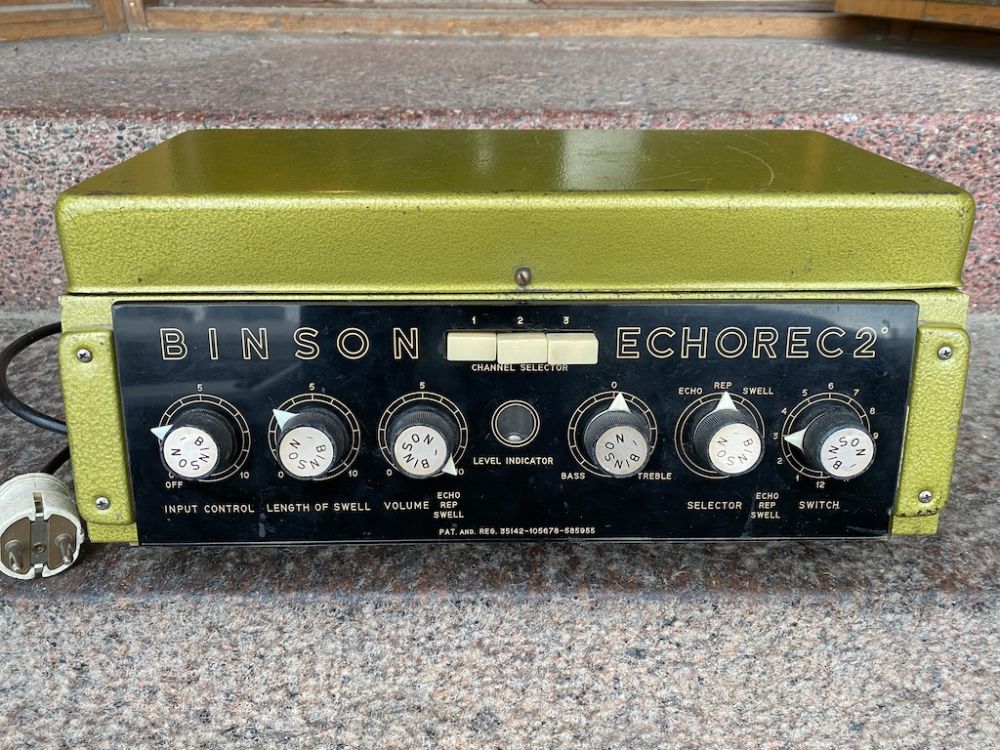 1 2 3
BINSON ECHOREC2°
CHANNEL SELECTOR
5
OFF 10
BINSON
INPUT CONTROL
5
0 10
BINSON
LENGTH OF SWELL
5
0 10
BINSON
VOLUME
ECHO
REP
SWELL
LEVEL INDICATOR
0
BASS TREBLE
BINSON
ECHO REP SWELL
BINSON
SELECTOR
ECHO
REP
SWELL
1 2 3 4 5 6 7 8 9 12
BINSON
SWITCH
PAT. AND. REG. 35142-105678-585955